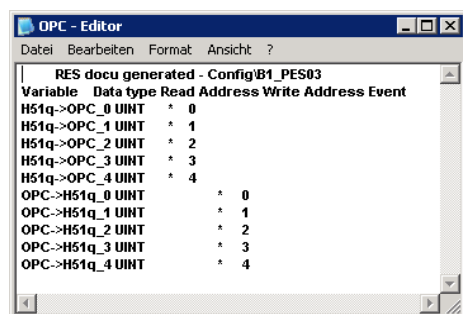 OPC - Editor
Datei Bearbeiten Format Ansicht ?
RES docu generated - Config\B1_PES03
Variable Data type Read Address Write Address Event
H51q->OPC_0 UINT * 0
H51q->OPC_1 UINT * 1
H51q->OPC_2 UINT * 2
H51q->OPC_3 UINT * 3
H51q->OPC_4 UINT * 4
OPC->H51q_0 UINT * 0
OPC->H51q_1 UINT * 1
OPC->H51q_2 UINT * 2
OPC->H51q_3 UINT * 3
OPC->H51q_4 UINT * 4